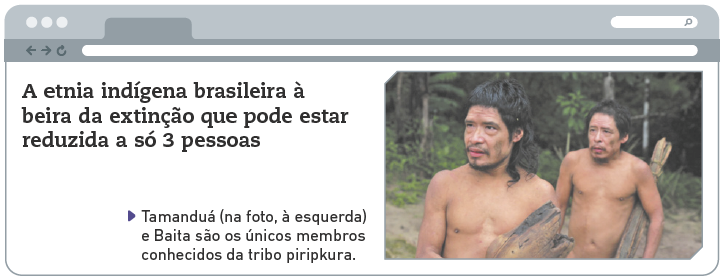 A etnia indígena brasileira à
beira da extinção que pode estar
reduzida a só 3 pessoas
Tamanduá (na foto, à esquerda)
e Baita são os únicos membros
conhecidos da tribo piripkura.